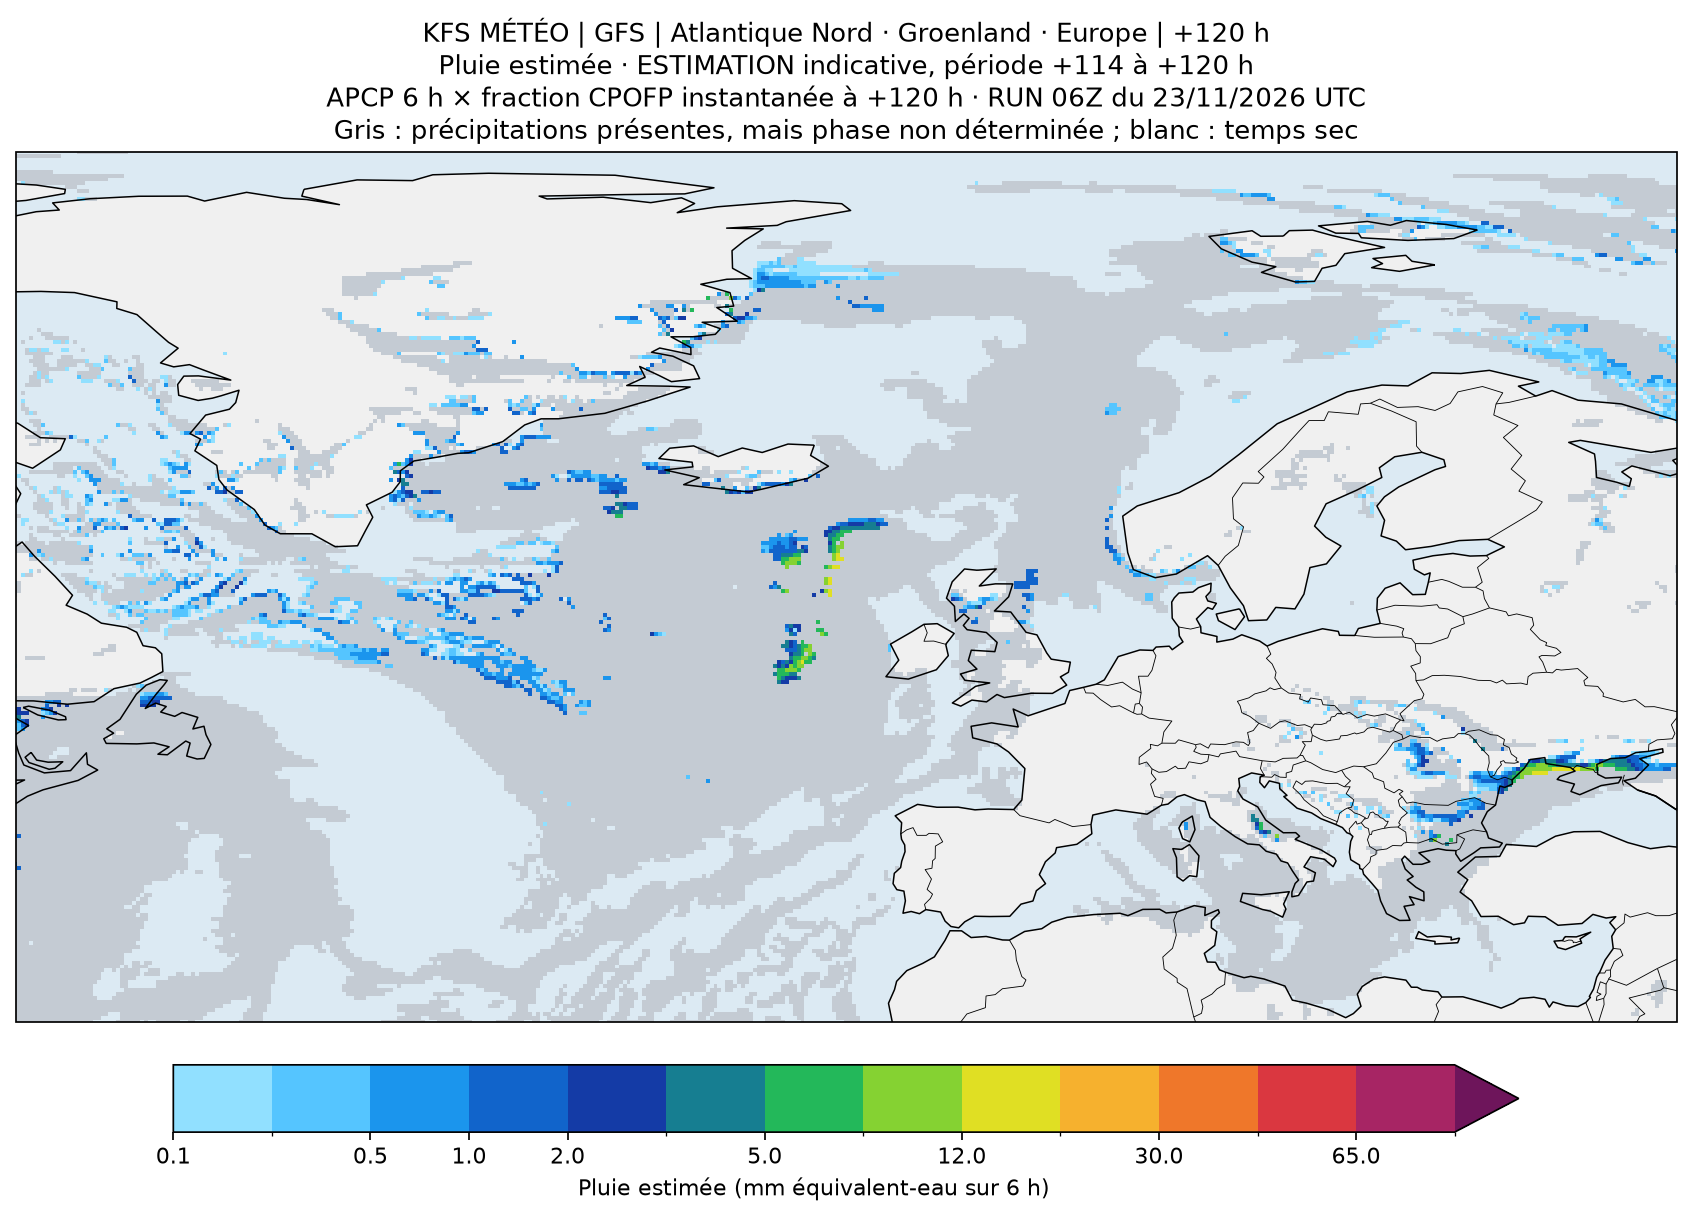 KFS MÉTÉO | GFS | Atlantique Nord · Groenland · Europe | +120 h
Pluie estimée · ESTIMATION indicative, période +114 à +120 h
APCP 6 h × fraction CPOFP instantanée à +120 h · RUN 06Z du 23/11/2026 UTC
Gris : précipitations présentes, mais phase non déterminée ; blanc : temps sec
0.1 0.5 1.0 2.0 5.0 12.0 30.0 65.0
Pluie estimée (mm équivalent-eau sur 6 h)